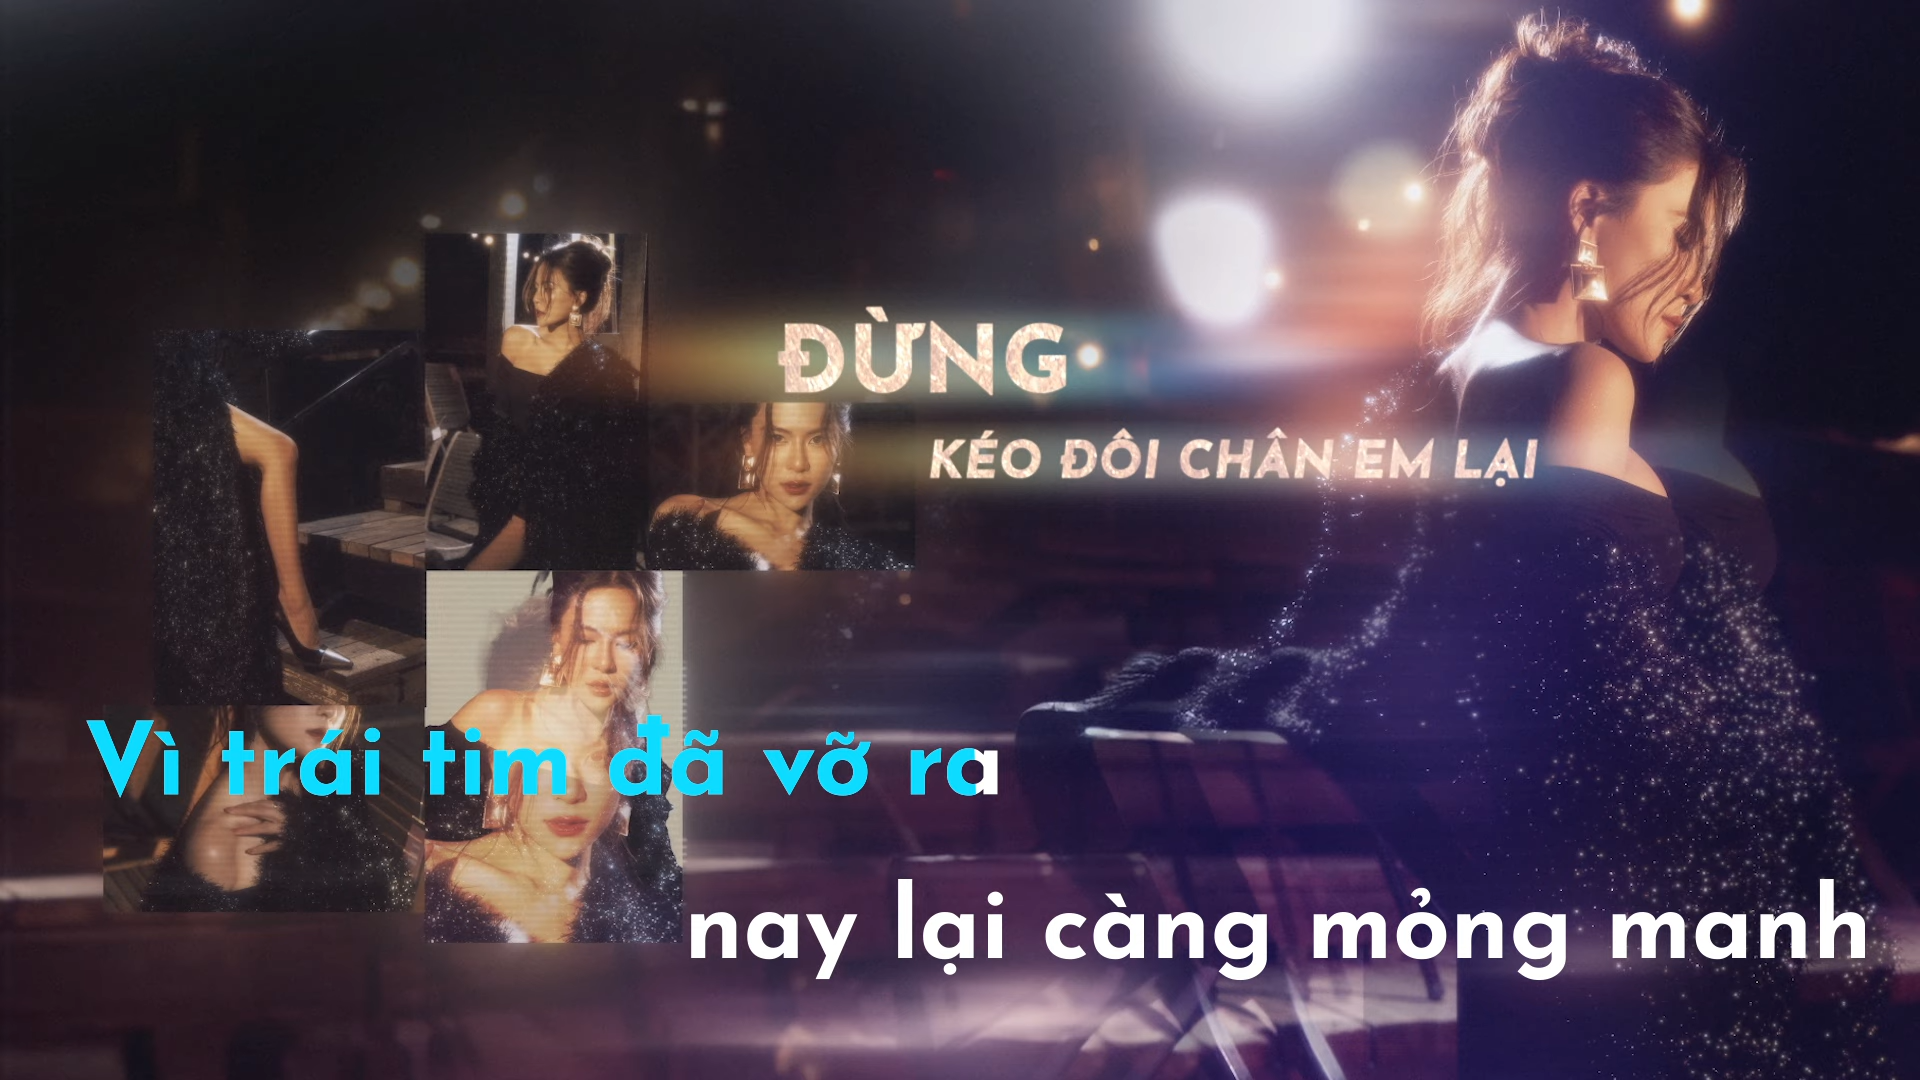 ĐỪNG
KÉO ĐÔI CHÂN EM LẠI
Vì trái tim đã vỡ ra
nay lại càng mỏng manh